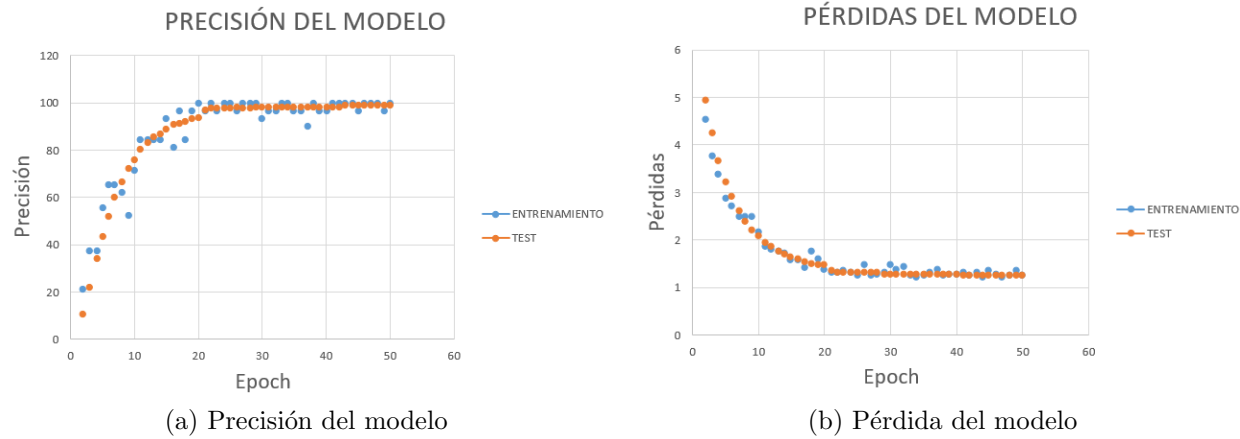 PRECISIÓN DEL MODELO
120
100
80
60
40
20
0
0 10 20 30 40 50 60
Precisión
Epoch
ENTRENAMIENTO
TEST
(a) Precisión del modelo
PÉRDIDAS DEL MODELO
6
5
4
3
2
1
0
0 10 20 30 40 50 60
Pérdidas
Epoch
ENTRENAMIENTO
TEST
(b) Pérdida del modelo